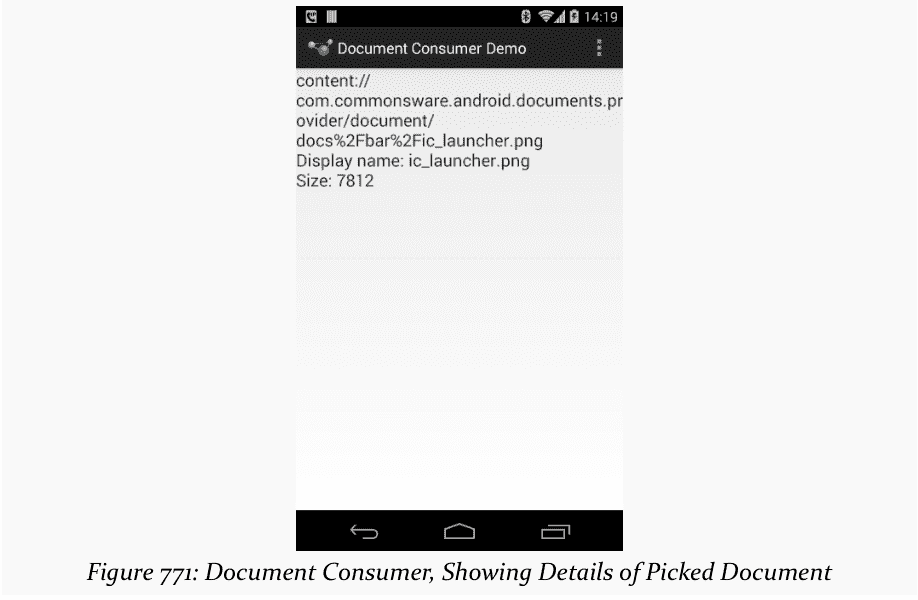 14:19
Document Consumer Demo
content://
com.commonsware.android.documents.pr
ovider/document/
docs%2Fbar%2Fic_launcher.png
Display name: ic_launcher.png
Size: 7812
Figure 771: Document Consumer, Showing Details of Picked Document